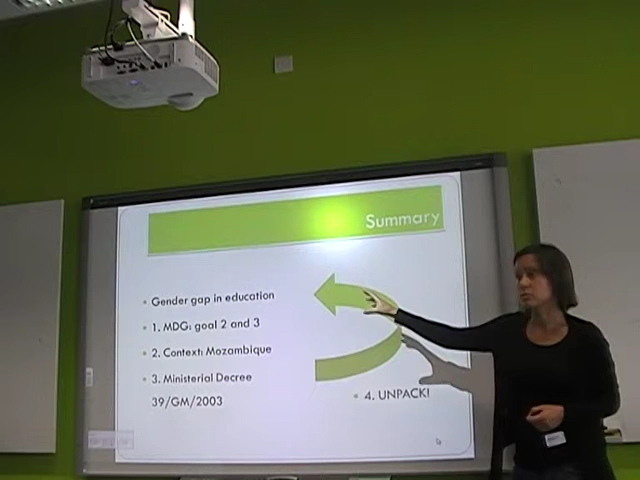 Summary
Gender gap in education
1. MDG: goal 2 and 3
2. Context: Mozambique
3. Ministerial Decree
39/GM/2003
4. UNPACK!